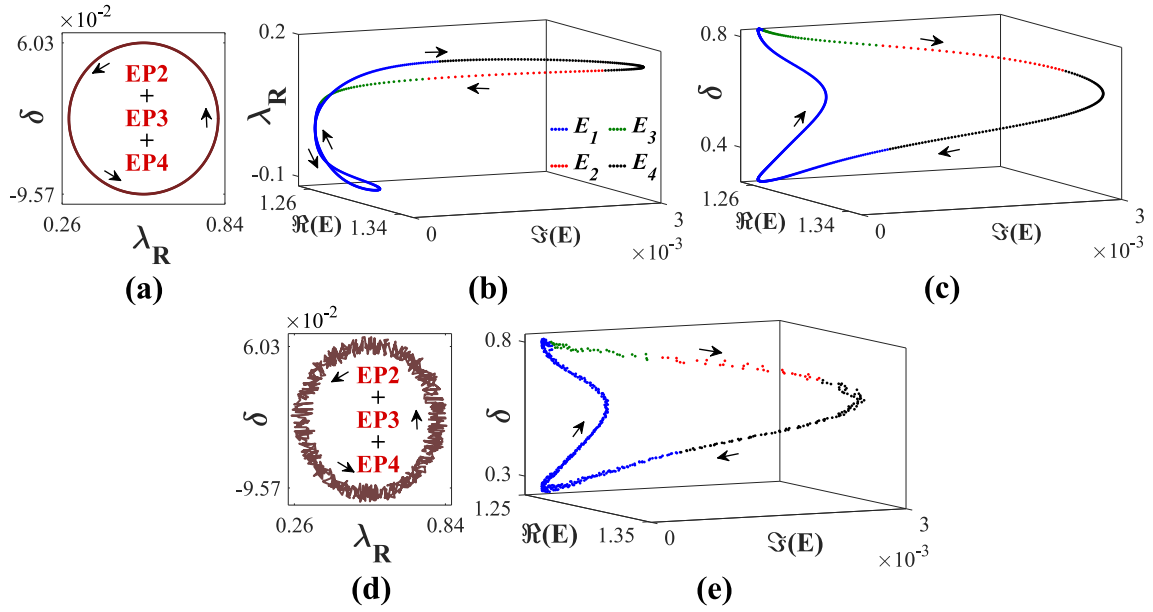 ×10⁻²
6.03
δ
-9.57
EP2
+
EP3
+
EP4
0.26
0.84
λ_R
(a)
0.2
λ_R
-0.1
1.26
ℜ(E)
1.34
0
ℑ(E)
3
×10⁻³
E₁
E₃
E₂
E₄
(b)
0.8
δ
0.4
1.26
ℜ(E)
1.34
0
ℑ(E)
3
×10⁻³
(c)
×10⁻²
6.03
δ
-9.57
EP2
+
EP3
+
EP4
0.26
0.84
λ_R
(d)
0.8
δ
0.3
1.25
ℜ(E)
1.35
0
ℑ(E)
3
×10⁻³
(e)